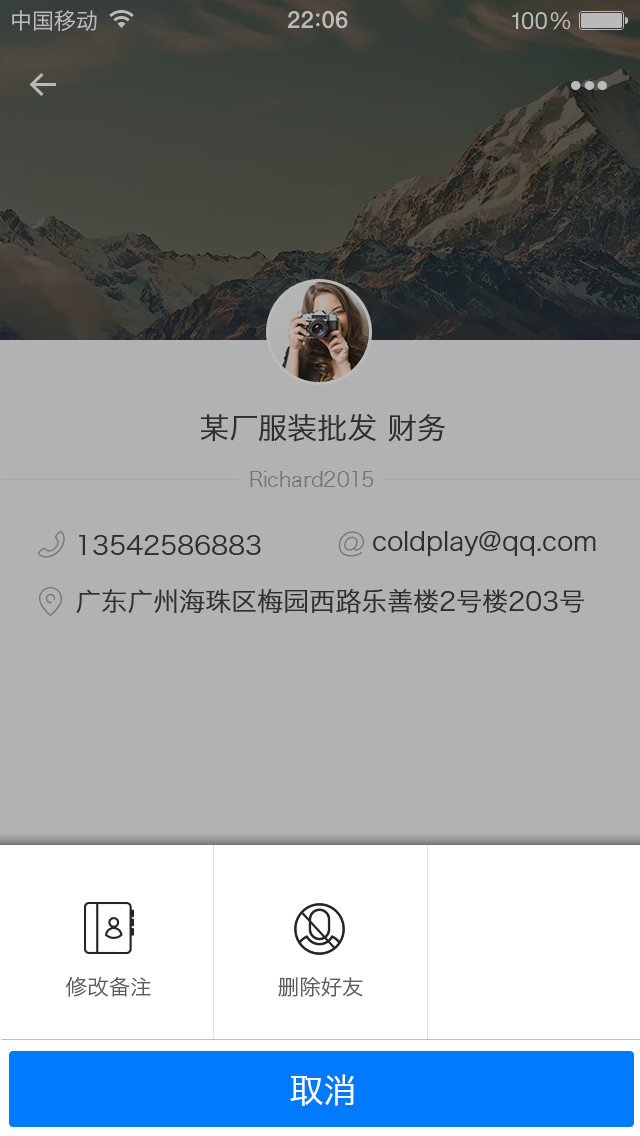 中国移动 22:06 100%
某厂服装批发 财务
Richard2015
13542586883 coldplay@qq.com
广东广州海珠区梅园西路乐善楼2号楼203号
修改备注 删除好友
取消